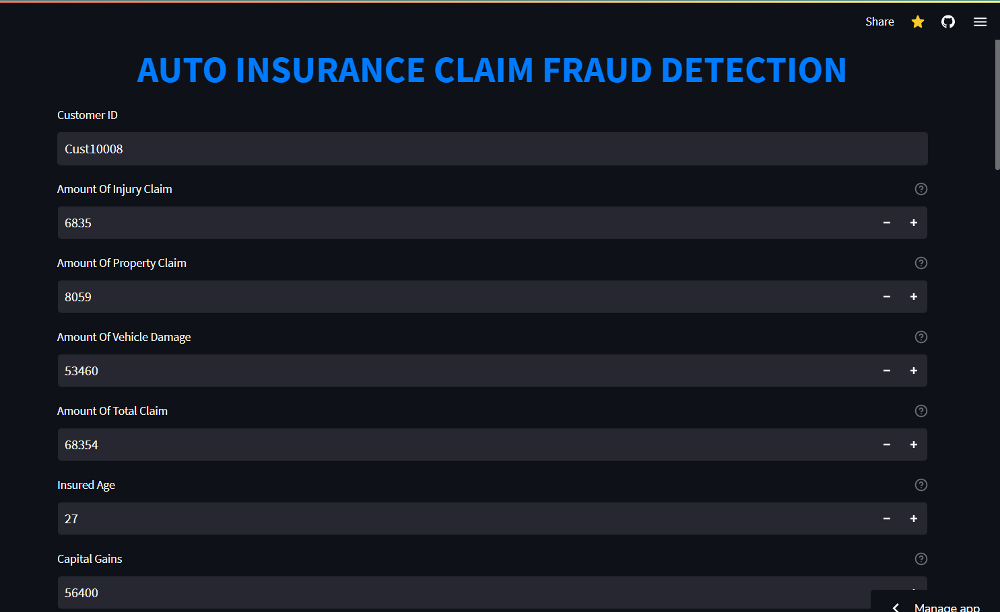 Share
AUTO INSURANCE CLAIM FRAUD DETECTION
Customer ID
Cust10008
Amount Of Injury Claim
6835
Amount Of Property Claim
8059
Amount Of Vehicle Damage
53460
Amount Of Total Claim
68354
Insured Age
27
Capital Gains
56400
Manage app